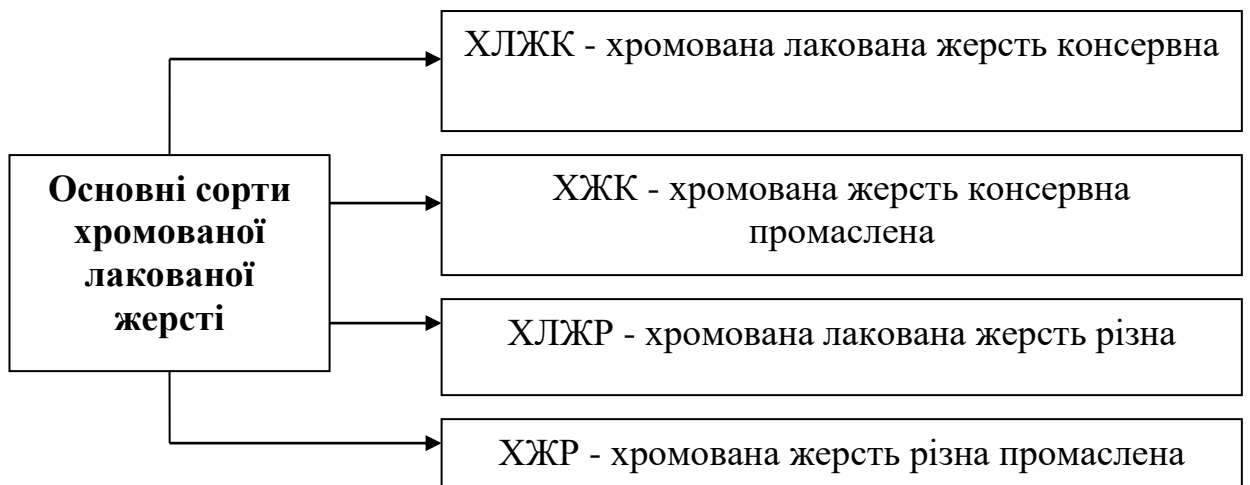 Основні сорти
хромованої
лакованої
жерсті
ХЛЖК - хромована лакована жерсть консервна
ХЖК - хромована жерсть консервна
промаслена
ХЛЖР - хромована лакована жерсть різна
ХЖР - хромована жерсть різна промаслена